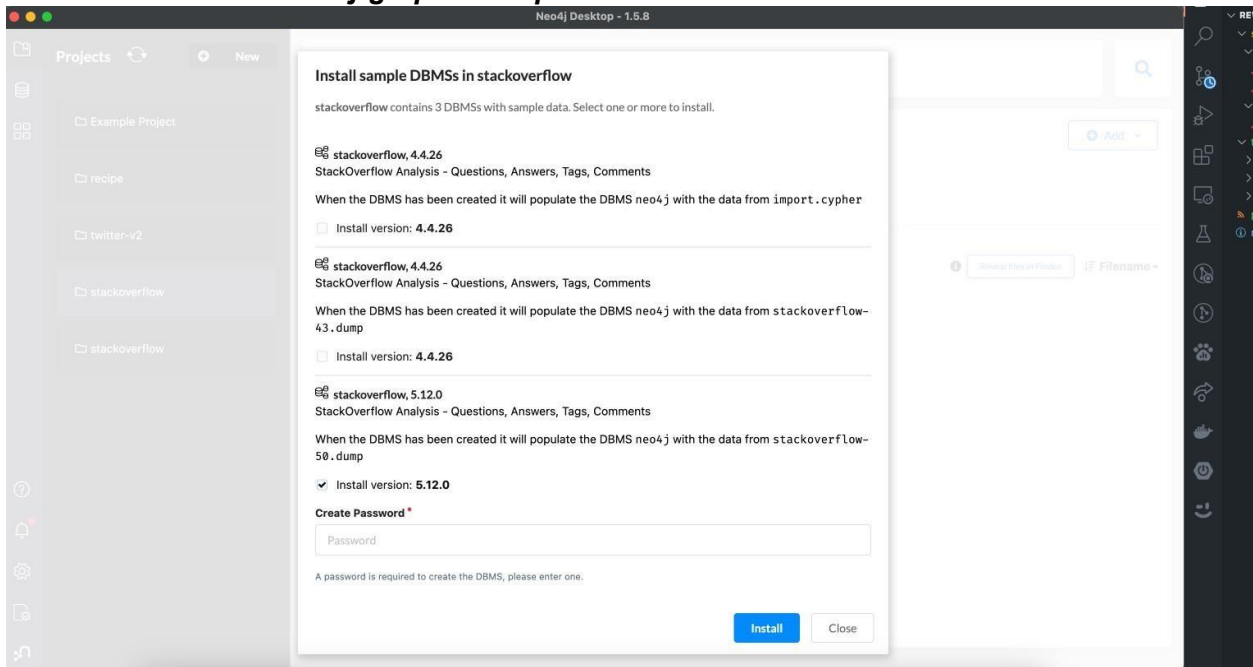 Neo4j Desktop - 1.5.8
Projects
New
Example Project
recipe
twitter-v2
stackoverflow
stackoverflow
Install sample DBMSs in stackoverflow
stackoverflow contains 3 DBMSs with sample data. Select one or more to install.
stackoverflow, 4.4.26
StackOverflow Analysis - Questions, Answers, Tags, Comments
When the DBMS has been created it will populate the DBMS neo4j with the data from import.cypher
Install version: 4.4.26
stackoverflow, 4.4.26
StackOverflow Analysis - Questions, Answers, Tags, Comments
When the DBMS has been created it will populate the DBMS neo4j with the data from stackoverflow-
43.dump
Install version: 4.4.26
stackoverflow, 5.12.0
StackOverflow Analysis - Questions, Answers, Tags, Comments
When the DBMS has been created it will populate the DBMS neo4j with the data from stackoverflow-
50.dump
Install version: 5.12.0
Create Password *
Password
A password is required to create the DBMS, please enter one.
Install
Close
Add
Reveal files in Finder
Filename
RE